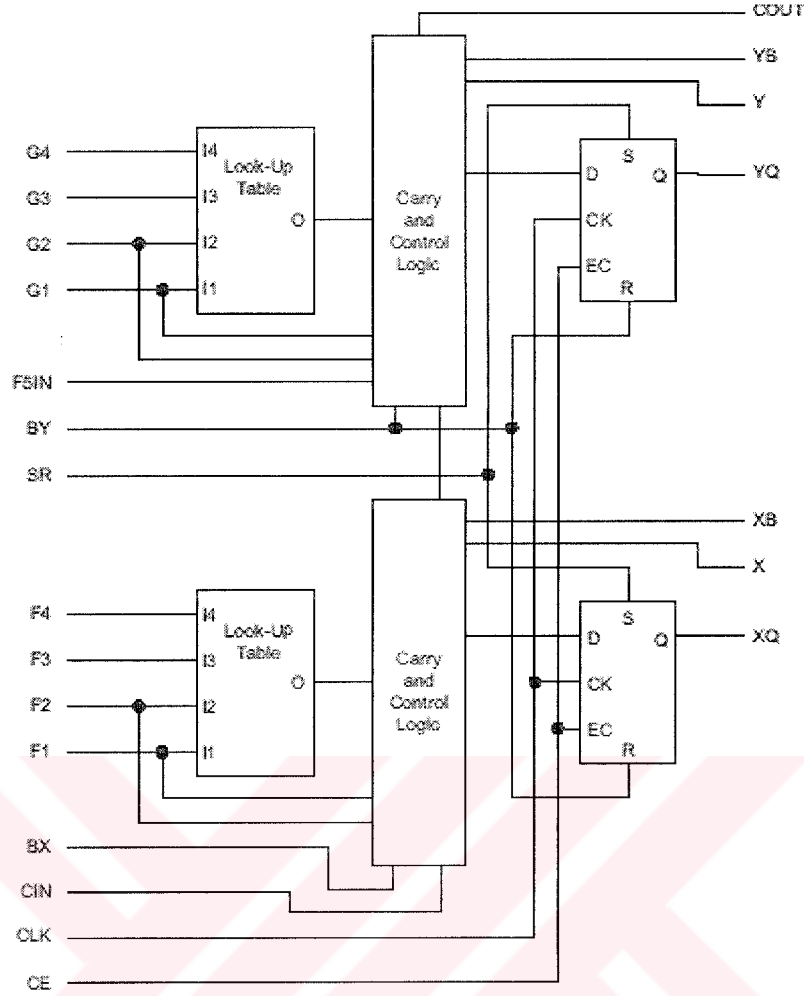 COUT
YB
Y
G4
I4
Look-Up
Table
S
D
Q
YQ
G3
I3
O
Carry
and
Control
Logic
CK
G2
I2
EC
G1
I1
R
F5IN
BY
SR
XB
X
F4
I4
Look-Up
Table
S
D
Q
XQ
F3
I3
O
Carry
and
Control
Logic
CK
F2
I2
EC
F1
I1
R
BX
CIN
CLK
CE